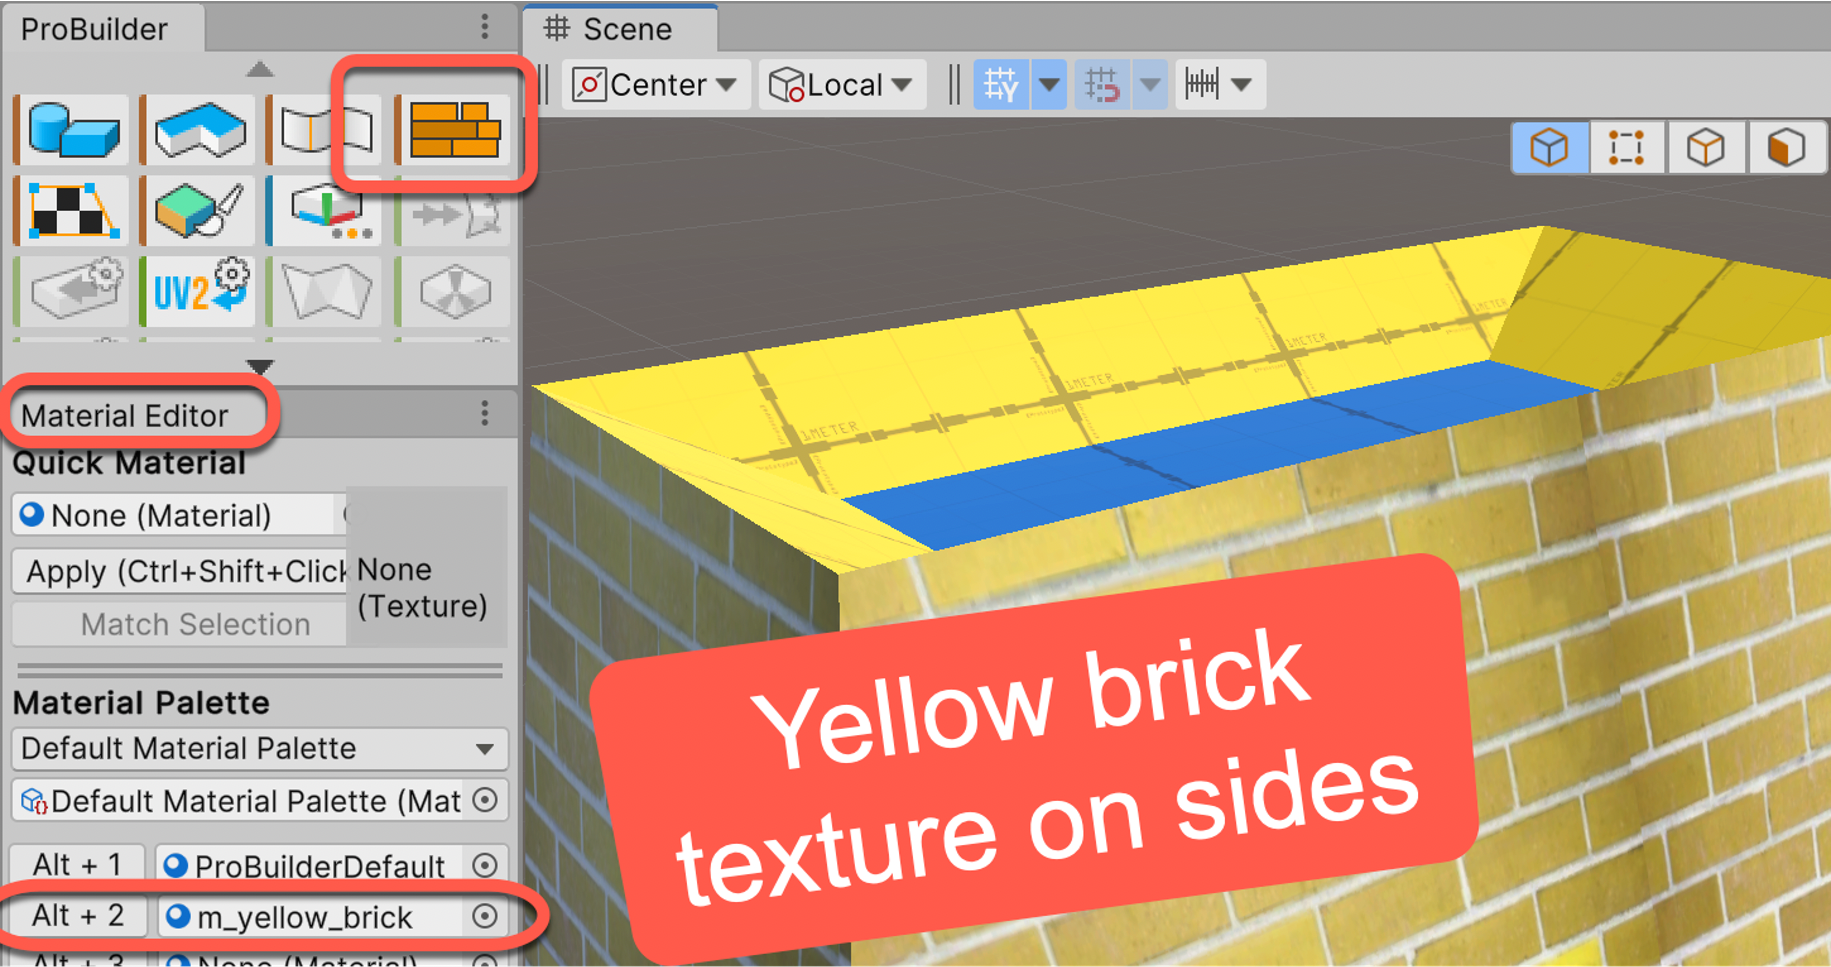 ProBuilder
Scene
Center
Local
UV2
Material Editor
Quick Material
None (Material)
Apply (Ctrl+Shift+Click
None
(Texture)
Match Selection
Material Palette
Default Material Palette
Default Material Palette (Mat
Alt + 1
ProBuilderDefault
Alt + 2
m_yellow_brick
Alt + 3
None (Material)
1METER
1METER
1METER
1METER
Yellow brick
texture on sides